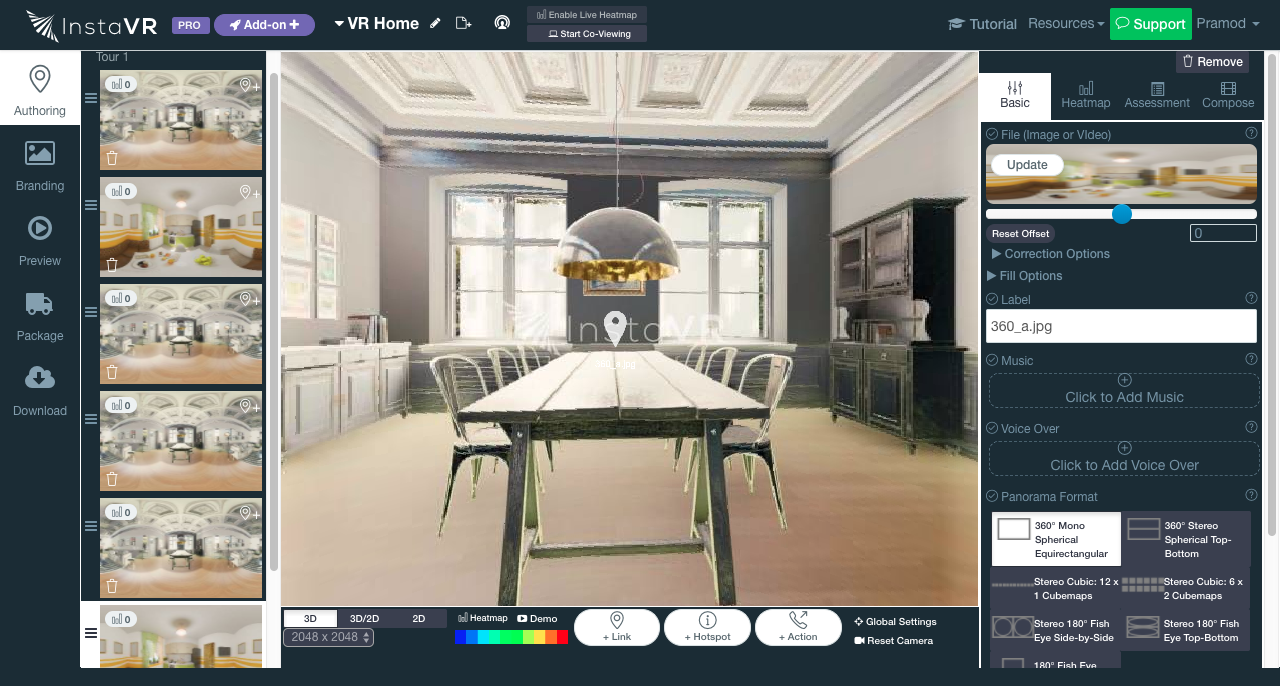 InstaVR
PRO
Add-on
VR Home
Enable Live Heatmap
Start Co-Viewing
Tutorial
Resources
Support
Pramod
Authoring
Branding
Preview
Package
Download
Tour 1
0
0
0
0
0
0
InstaVR
3D
3D/2D
2D
2048 x 2048
Heatmap
Demo
+ Link
+ Hotspot
+ Action
Global Settings
Reset Camera
Remove
Basic
Heatmap
Assessment
Compose
File (Image or VIdeo)
Update
Reset Offset
0
Correction Options
Fill Options
Label
360_a.jpg
Music
Click to Add Music
Voice Over
Click to Add Voice Over
Panorama Format
360° Mono
Spherical
Equirectangular
360° Stereo
Spherical Top-
Bottom
Stereo Cubic: 12 x
1 Cubemaps
Stereo Cubic: 6 x
2 Cubemaps
Stereo 180° Fish
Eye Side-by-Side
Stereo 180° Fish
Eye Top-Bottom
180° Fish Eye